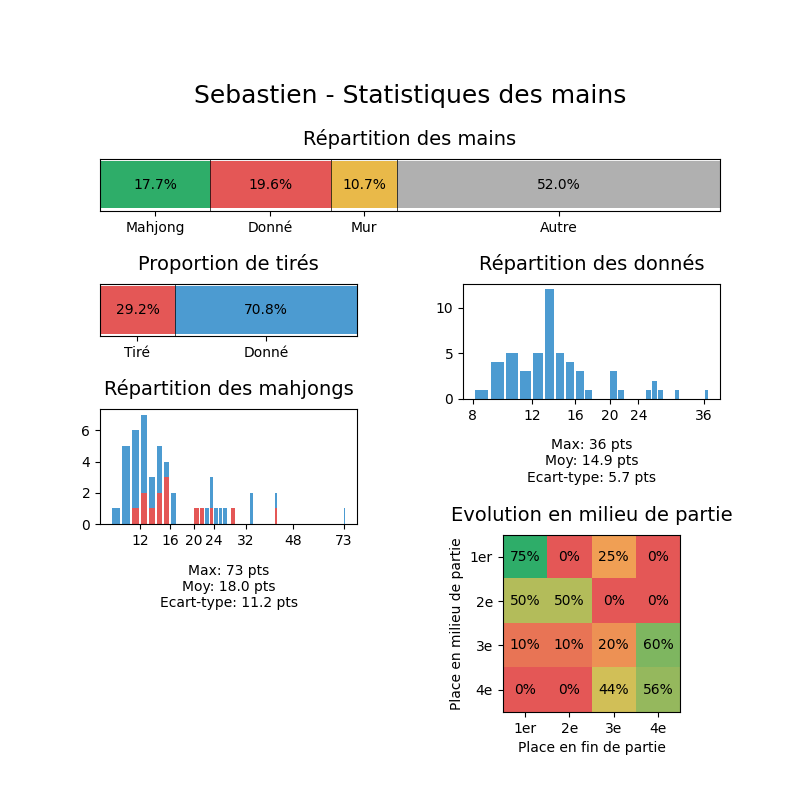 Sebastien - Statistiques des mains
Répartition des mains
17.7% 19.6% 10.7% 52.0%
Mahjong Donné Mur Autre
Proportion de tirés
29.2% 70.8%
Tiré Donné
Répartition des donnés
10
5
0
8 12 16 20 24 36
Max: 36 pts
Moy: 14.9 pts
Ecart-type: 5.7 pts
Répartition des mahjongs
6
4
2
0
12 16 20 24 32 48 73
Max: 73 pts
Moy: 18.0 pts
Ecart-type: 11.2 pts
Evolution en milieu de partie
Place en milieu de partie
1er 75% 0% 25% 0%
2e 50% 50% 0% 0%
3e 10% 10% 20% 60%
4e 0% 0% 44% 56%
1er 2e 3e 4e
Place en fin de partie